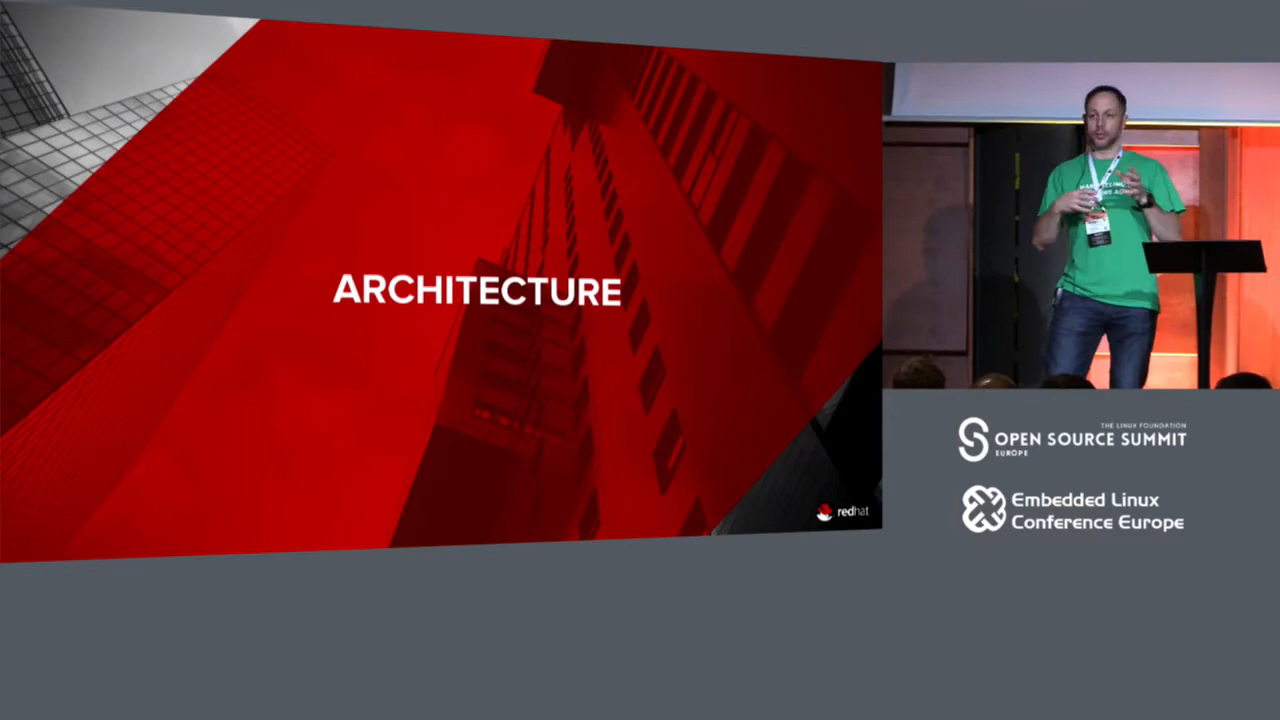 ARCHITECTURE
redhat
THE LINUX FOUNDATION
OPEN SOURCE SUMMIT
EUROPE
Embedded Linux
Conference Europe